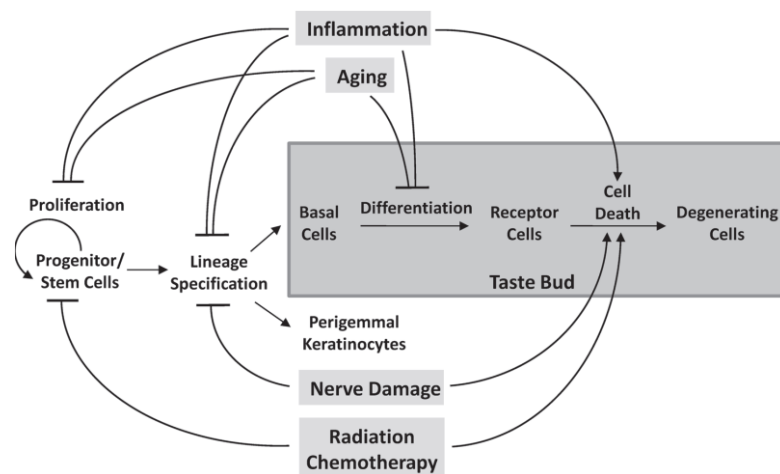 Inflammation
Aging
Proliferation
Progenitor/
Stem Cells
Lineage
Specification
Basal
Cells
Differentiation
Receptor
Cells
Cell
Death
Degenerating
Cells
Taste Bud
Perigemmal
Keratinocytes
Nerve Damage
Radiation
Chemotherapy